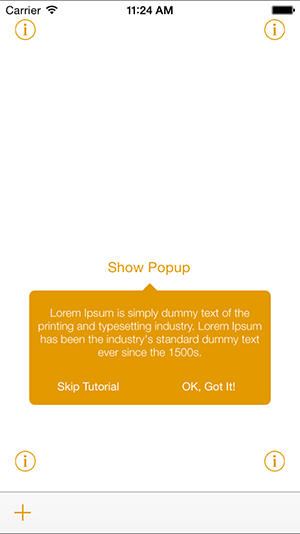 Carrier 11:24 AM
Show Popup
Lorem Ipsum is simply dummy text of the
printing and typesetting industry. Lorem Ipsum
has been the industry's standard dummy text
ever since the 1500s.
Skip Tutorial OK, Got It!